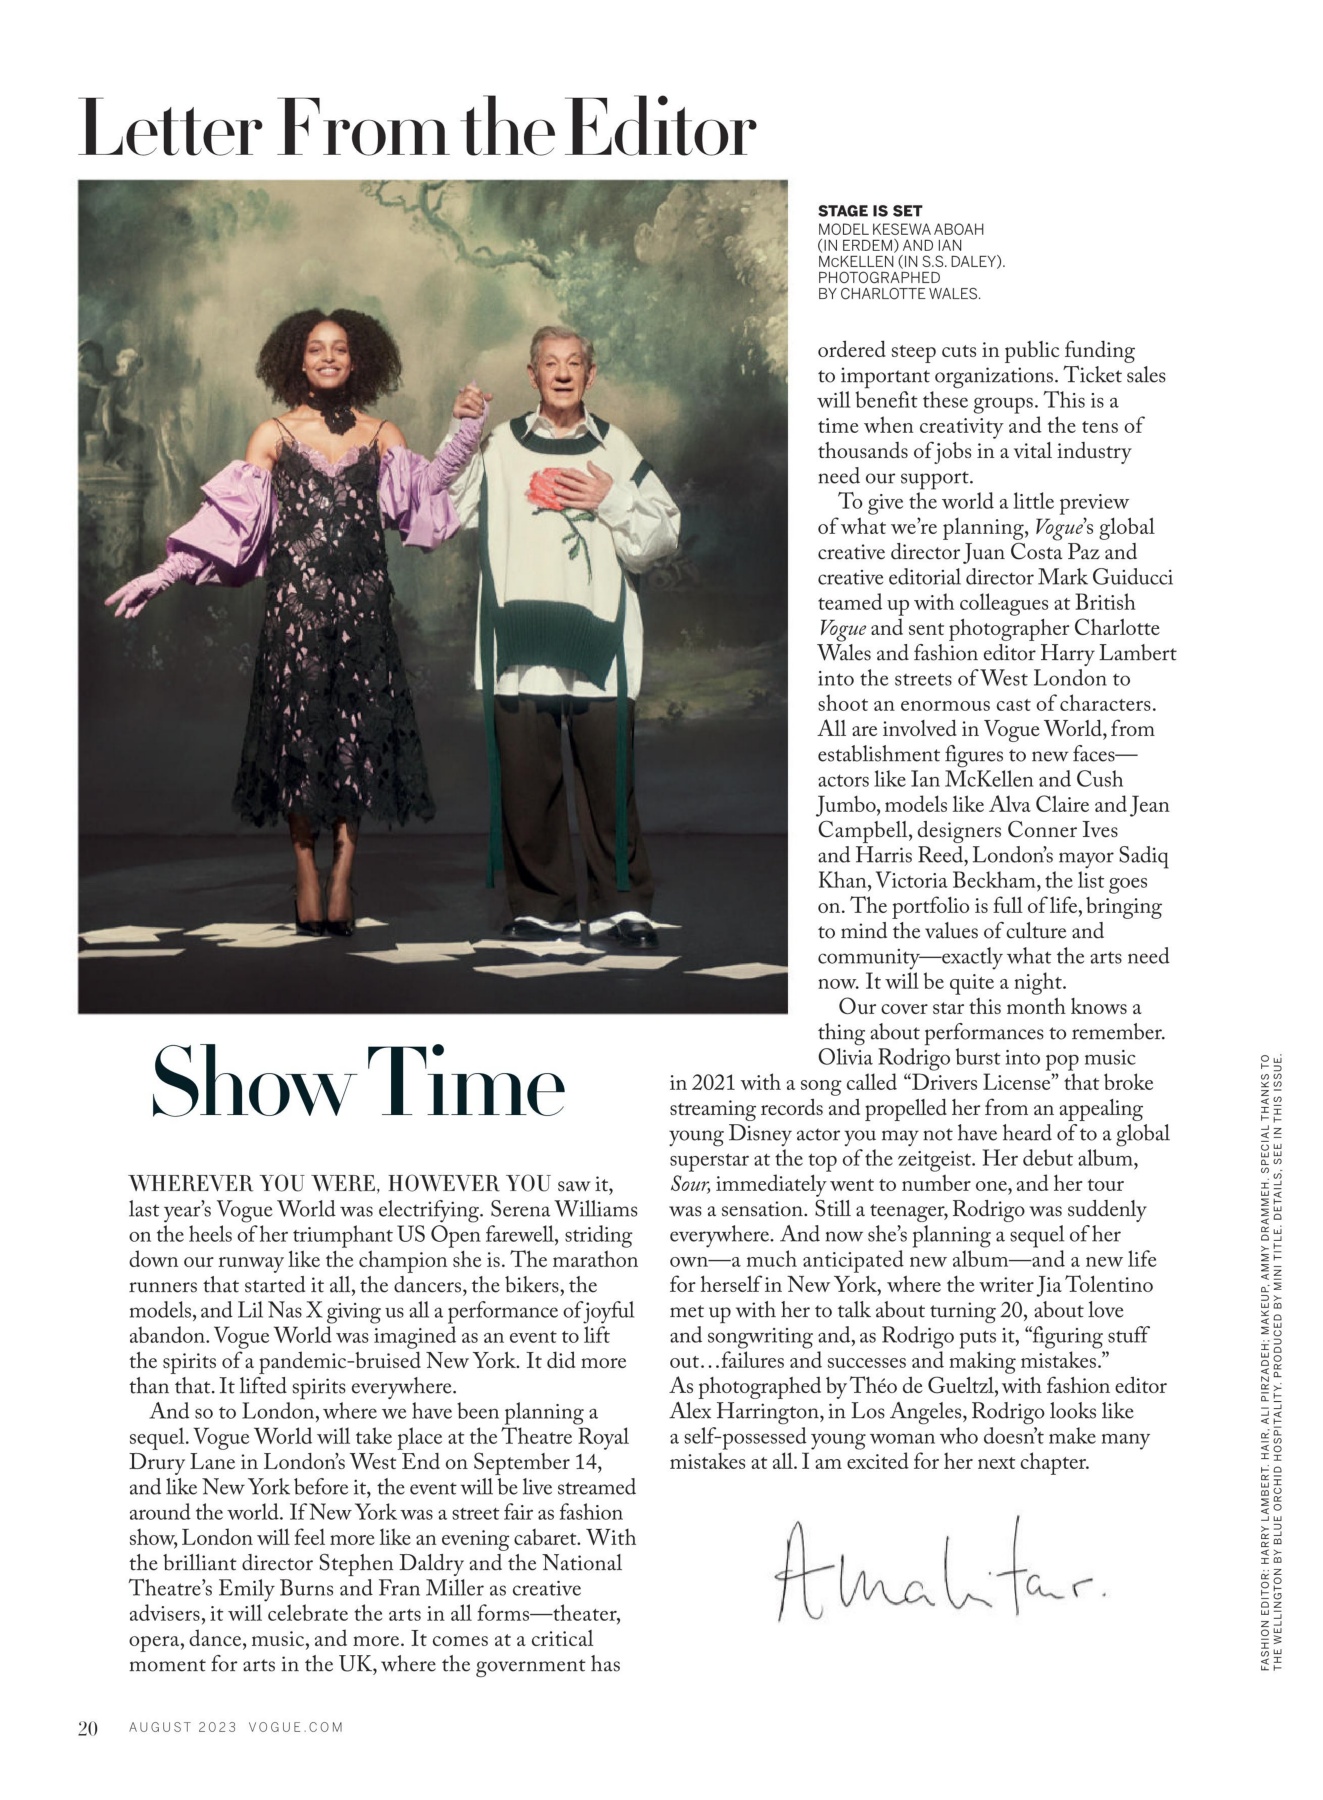 Letter From the Editor
STAGE IS SET
MODEL KESEWA ABOAH
(IN ERDEM) AND IAN
McKELLEN (IN S.S. DALEY).
PHOTOGRAPHED
BY CHARLOTTE WALES.
Show Time
WHEREVER YOU WERE, HOWEVER YOU saw it,
last year's Vogue World was electrifying. Serena Williams
on the heels of her triumphant US Open farewell, striding
down our runway like the champion she is. The marathon
runners that started it all, the dancers, the bikers, the
models, and Lil Nas X giving us all a performance of joyful
abandon. Vogue World was imagined as an event to lift
the spirits of a pandemic-bruised New York. It did more
than that. It lifted spirits everywhere.
And so to London, where we have been planning a
sequel. Vogue World will take place at the Theatre Royal
Drury Lane in London's West End on September 14,
and like New York before it, the event will be live streamed
around the world. If New York was a street fair as fashion
show, London will feel more like an evening cabaret. With
the brilliant director Stephen Daldry and the National
Theatre's Emily Burns and Fran Miller as creative
advisers, it will celebrate the arts in all forms—theater,
opera, dance, music, and more. It comes at a critical
moment for arts in the UK, where the government has
ordered steep cuts in public funding
to important organizations. Ticket sales
will benefit these groups. This is a
time when creativity and the tens of
thousands of jobs in a vital industry
need our support.
To give the world a little preview
of what we're planning, Vogue's global
creative director Juan Costa Paz and
creative editorial director Mark Guiducci
teamed up with colleagues at British
Vogue and sent photographer Charlotte
Wales and fashion editor Harry Lambert
into the streets of West London to
shoot an enormous cast of characters.
All are involved in Vogue World, from
establishment figures to new faces—
actors like Ian McKellen and Cush
Jumbo, models like Alva Claire and Jean
Campbell, designers Conner Ives
and Harris Reed, London's mayor Sadiq
Khan, Victoria Beckham, the list goes
on. The portfolio is full of life, bringing
to mind the values of culture and
community—exactly what the arts need
now. It will be quite a night.
Our cover star this month knows a
thing about performances to remember.
Olivia Rodrigo burst into pop music
in 2021 with a song called “Drivers License” that broke
streaming records and propelled her from an appealing
young Disney actor you may not have heard of to a global
superstar at the top of the zeitgeist. Her debut album,
Sour, immediately went to number one, and her tour
was a sensation. Still a teenager, Rodrigo was suddenly
everywhere. And now she's planning a sequel of her
own—a much anticipated new album—and a new life
for herself in New York, where the writer Jia Tolentino
met up with her to talk about turning 20, about love
and songwriting and, as Rodrigo puts it, “figuring stuff
out…failures and successes and making mistakes.”
As photographed by Théo de Gueltzl, with fashion editor
Alex Harrington, in Los Angeles, Rodrigo looks like
a self-possessed young woman who doesn't make many
mistakes at all. I am excited for her next chapter.
FASHION EDITOR: HARRY LAMBERT. HAIR, ALI PIRZADEH; MAKEUP, AMMY DRAMMEH. SPECIAL THANKS TO
THE WELLINGTON BY BLUE ORCHID HOSPITALITY. PRODUCED BY MINI TITLE. DETAILS, SEE IN THIS ISSUE.
20 AUGUST 2023 VOGUE.COM